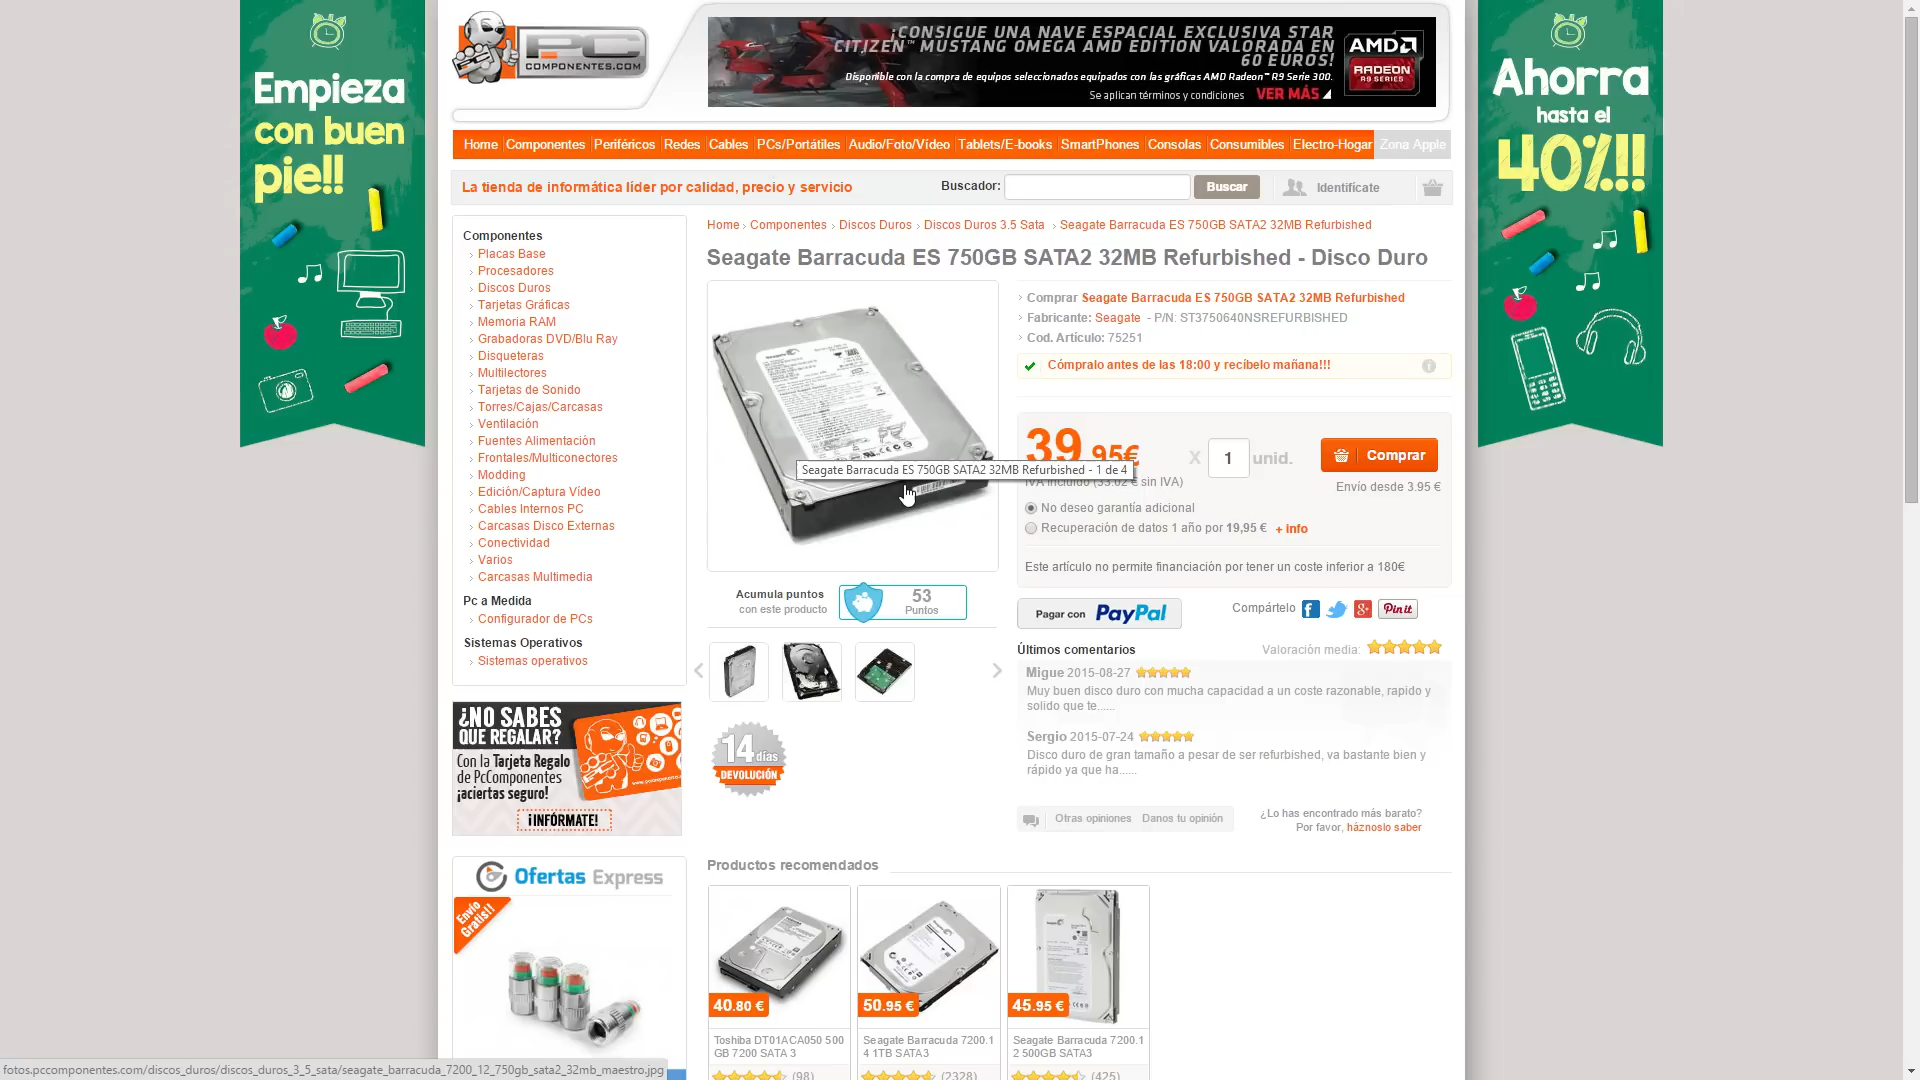 Empieza
con buen
pie!!
PC
COMPONENTES.COM
¡CONSIGUE UNA NAVE ESPACIAL EXCLUSIVA STAR
CITIZEN™ MUSTANG OMEGA AMD EDITION VALORADA EN
60 EUROS!
Disponible con la compra de equipos seleccionados equipados con las gráficas AMD Radeon™ R9 Serie 300.
Se aplican términos y condiciones VER MÁS
AMD
RADEON
R9 SERIES
Ahorra
hasta el
40%!!
Home Componentes Periféricos Redes Cables PCs/Portátiles Audio/Foto/Vídeo Tablets/E-books SmartPhones Consolas Consumibles Electro-Hogar Zona Apple
La tienda de informática líder por calidad, precio y servicio
Buscador:
Buscar
Identifícate
Componentes
Placas Base
Procesadores
Discos Duros
Tarjetas Gráficas
Memoria RAM
Grabadoras DVD/Blu Ray
Disqueteras
Multilectores
Tarjetas de Sonido
Torres/Cajas/Carcasas
Ventilación
Fuentes Alimentación
Frontales/Multiconectores
Modding
Edición/Captura Vídeo
Cables Internos PC
Carcasas Disco Externas
Conectividad
Varios
Carcasas Multimedia
Pc a Medida
Configurador de PCs
Sistemas Operativos
Sistemas operativos
¿NO SABES
QUE REGALAR?
Con la Tarjeta Regalo
de PcComponentes
¡aciertas seguro!
¡INFÓRMATE!
Ofertas Express
Envío
Gratis!!
Home › Componentes › Discos Duros › Discos Duros 3.5 Sata › Seagate Barracuda ES 750GB SATA2 32MB Refurbished
Seagate Barracuda ES 750GB SATA2 32MB Refurbished - Disco Duro
Seagate Barracuda ES 750GB SATA2 32MB Refurbished - 1 de 4
Acumula puntos
con este producto
53
Puntos
14 días
DEVOLUCIÓN
Comprar Seagate Barracuda ES 750GB SATA2 32MB Refurbished
Fabricante: Seagate - P/N: ST3750640NSREFURBISHED
Cod. Artículo: 75251
Cómpralo antes de las 18:00 y recíbelo mañana!!!
39.95€
X 1 unid.
Comprar
IVA incluido (33.02 € sin IVA)
Envío desde 3.95 €
No deseo garantía adicional
Recuperación de datos 1 año por 19,95 € + info
Este artículo no permite financiación por tener un coste inferior a 180€
Pagar con PayPal
Compártelo
Pin it
Últimos comentarios
Valoración media:
Migue 2015-08-27
Muy buen disco duro con mucha capacidad a un coste razonable, rapido y
solido que te......
Sergio 2015-07-24
Disco duro de gran tamaño a pesar de ser refurbished, va bastante bien y
rápido ya que ha......
Otras opiniones Danos tu opinión
¿Lo has encontrado más barato?
Por favor, háznoslo saber
Productos recomendados
40.80 €
50.95 €
45.95 €
Toshiba DT01ACA050 500
GB 7200 SATA 3
(98)
Seagate Barracuda 7200.1
4 1TB SATA3
(2328)
Seagate Barracuda 7200.1
2 500GB SATA3
(425)
fotos.pccomponentes.com/discos_duros/discos_duros_3_5_sata/seagate_barracuda_7200_12_750gb_sata2_32mb_maestro.jpg